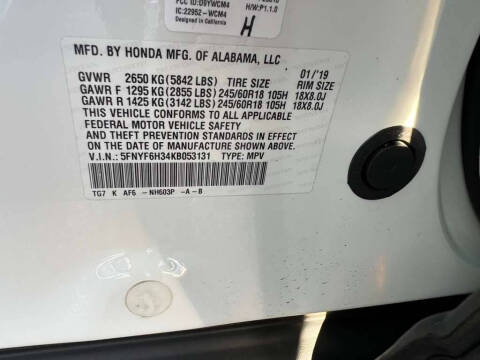 FCC ID:O9YWCM4
IC:22952-WCM4
H/W:P1.1.0
Designed in California
H
MFD. BY HONDA MFG. OF ALABAMA, LLC
01/'19
GVWR 2650 KG(5842 LBS) TIRE SIZE RIM SIZE
GAWR F 1295 KG(2855 LBS)245/60R18 105H 18X8.0J
GAWR R 1425 KG(3142 LBS)245/60R18 105H 18X8.0J
THIS VEHICLE CONFORMS TO ALL APPLICABLE
FEDERAL MOTOR VEHICLE SAFETY
AND THEFT PREVENTION STANDARDS IN EFFECT
ON THE DATE OF MANUFACTURE SHOWN ABOVE.
V.I.N.: 5FNYF6H34KB053131 TYPE: MPV
TG7 K AF6 -NH603P -A-B